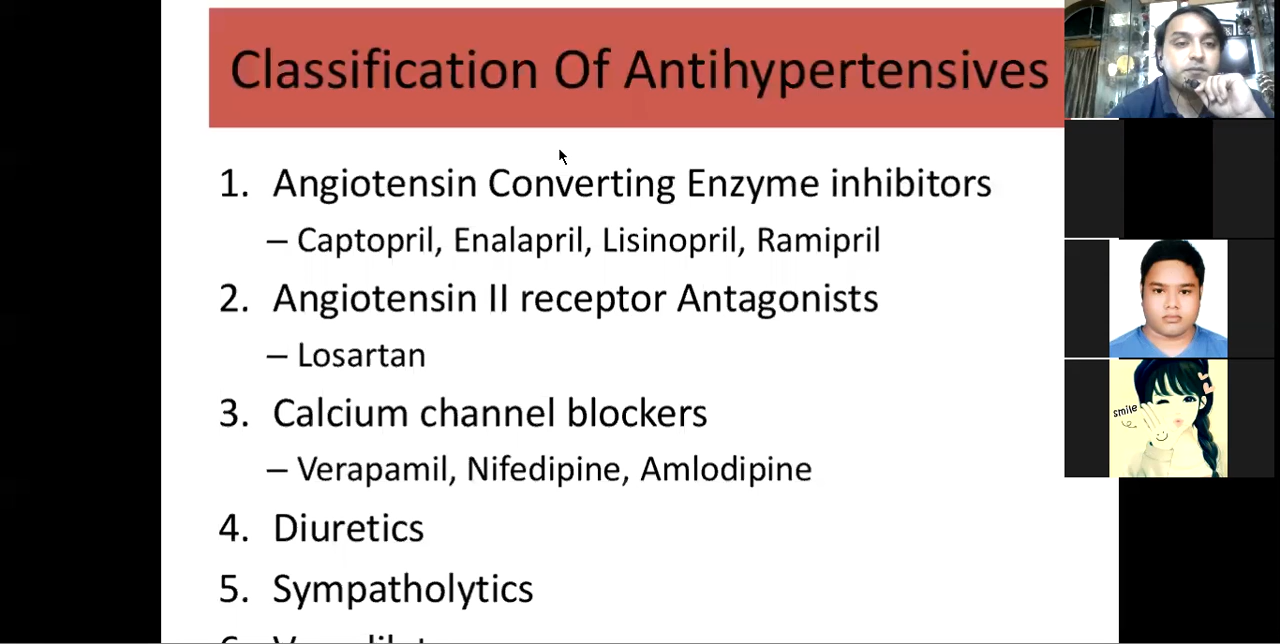 Classification Of Antihypertensives
1. Angiotensin Converting Enzyme inhibitors
– Captopril, Enalapril, Lisinopril, Ramipril
2. Angiotensin II receptor Antagonists
– Losartan
3. Calcium channel blockers
– Verapamil, Nifedipine, Amlodipine
4. Diuretics
5. Sympatholytics
smile